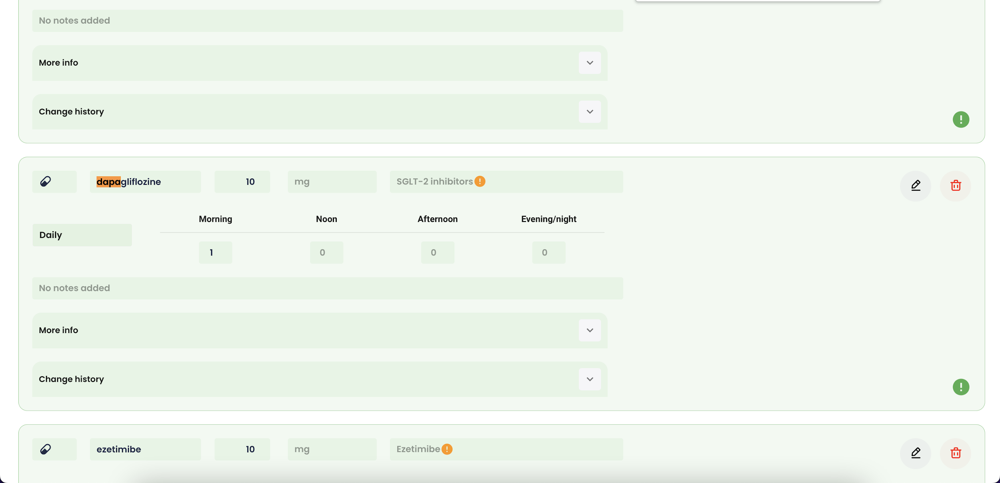 No notes added
More info
Change history
dapagliflozine 10 mg SGLT-2 inhibitors
Morning Noon Afternoon Evening/night
Daily
1 0 0 0
No notes added
More info
Change history
ezetimibe 10 mg Ezetimibe